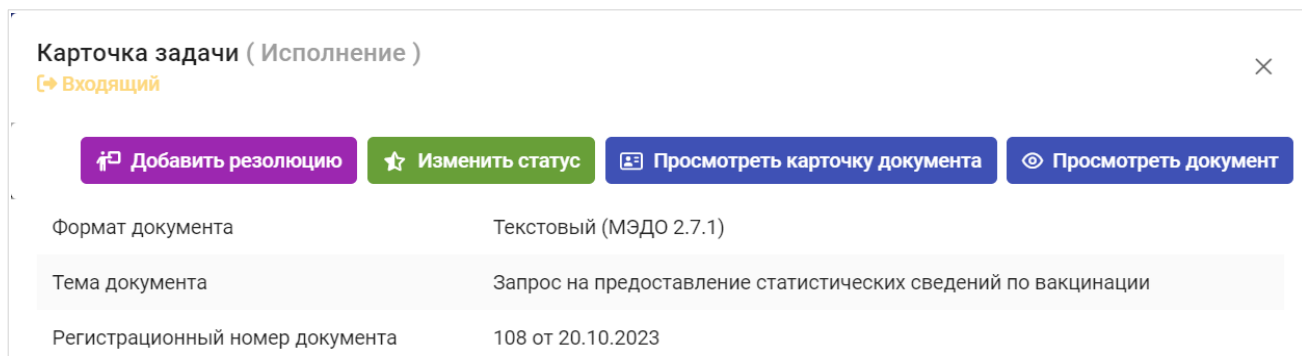 Карточка задачи ( Исполнение )
Входящий
Добавить резолюцию Изменить статус Просмотреть карточку документа Просмотреть документ
Формат документа Текстовый (МЭДО 2.7.1)
Тема документа Запрос на предоставление статистических сведений по вакцинации
Регистрационный номер документа 108 от 20.10.2023